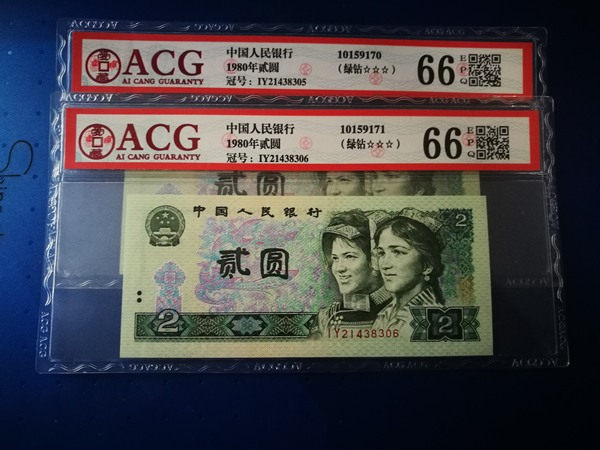 ACG
AI CANG GUARANTY
中国人民银行
1980年贰圆
冠号：IY21438305
10159170
（绿钻☆☆☆）
66
EPQ
ACG
AI CANG GUARANTY
中国人民银行
1980年贰圆
冠号：IY21438306
10159171
（绿钻☆☆☆）
66
EPQ
贰圆
中国人民银行
2
贰圆
2
IY21438306
2
ACG ACG